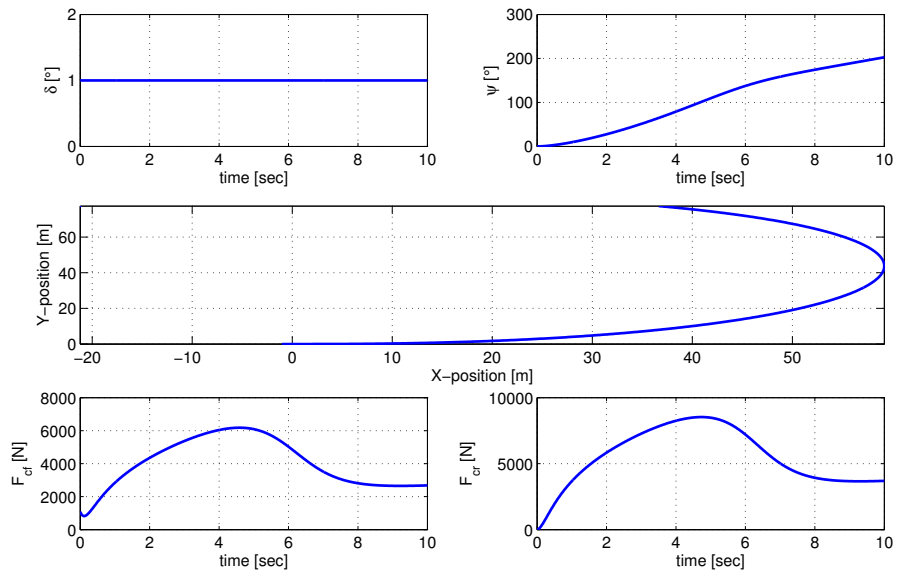 2
1
0
δ [°]
0 2 4 6 8 10
time [sec]
300
200
100
0
ψ [°]
0 2 4 6 8 10
time [sec]
60
40
20
0
Y−position [m]
−20 −10 0 10 20 30 40 50
X−position [m]
8000
6000
4000
2000
0
F_cf [N]
0 2 4 6 8 10
time [sec]
10000
5000
0
F_cr [N]
0 2 4 6 8 10
time [sec]